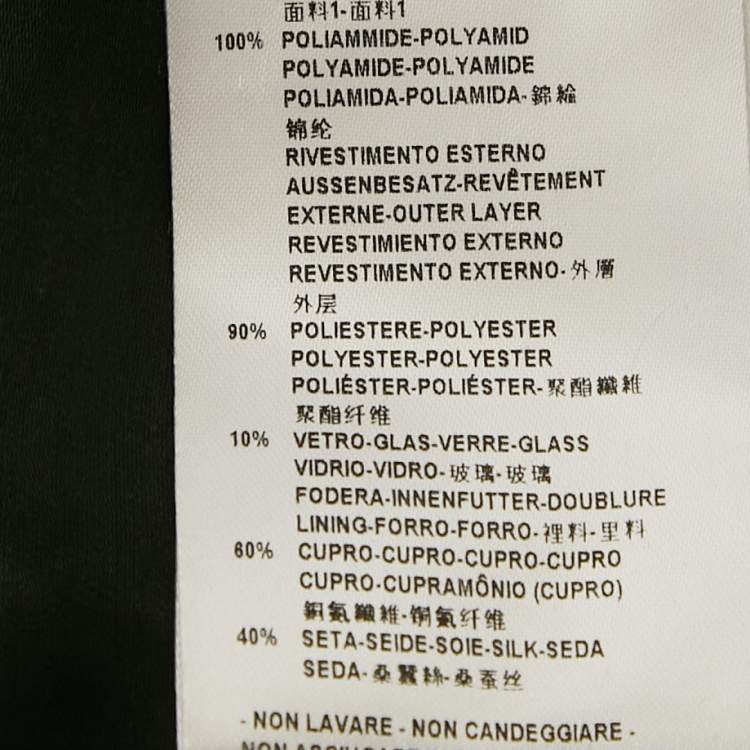 面料1-面料1
100% POLIAMMIDE-POLYAMID
POLYAMIDE-POLYAMIDE
POLIAMIDA-POLIAMIDA-錦綸
锦纶
RIVESTIMENTO ESTERNO
AUSSENBESATZ-REVÊTEMENT
EXTERNE-OUTER LAYER
REVESTIMIENTO EXTERNO
REVESTIMENTO EXTERNO-外層
外层
90% POLIESTERE-POLYESTER
POLYESTER-POLYESTER
POLIÉSTER-POLIÉSTER-聚酯纖維
聚酯纤维
10% VETRO-GLAS-VERRE-GLASS
VIDRIO-VIDRO-玻璃-玻璃
FODERA-INNENFUTTER-DOUBLURE
LINING-FORRO-FORRO-裡料-里料
60% CUPRO-CUPRO-CUPRO-CUPRO
CUPRO-CUPRAMÔNIO (CUPRO)
銅氨纖維-铜氨纤维
40% SETA-SEIDE-SOIE-SILK-SEDA
SEDA-桑蠶絲-桑蚕丝
- NON LAVARE - NON CANDEGGIARE -